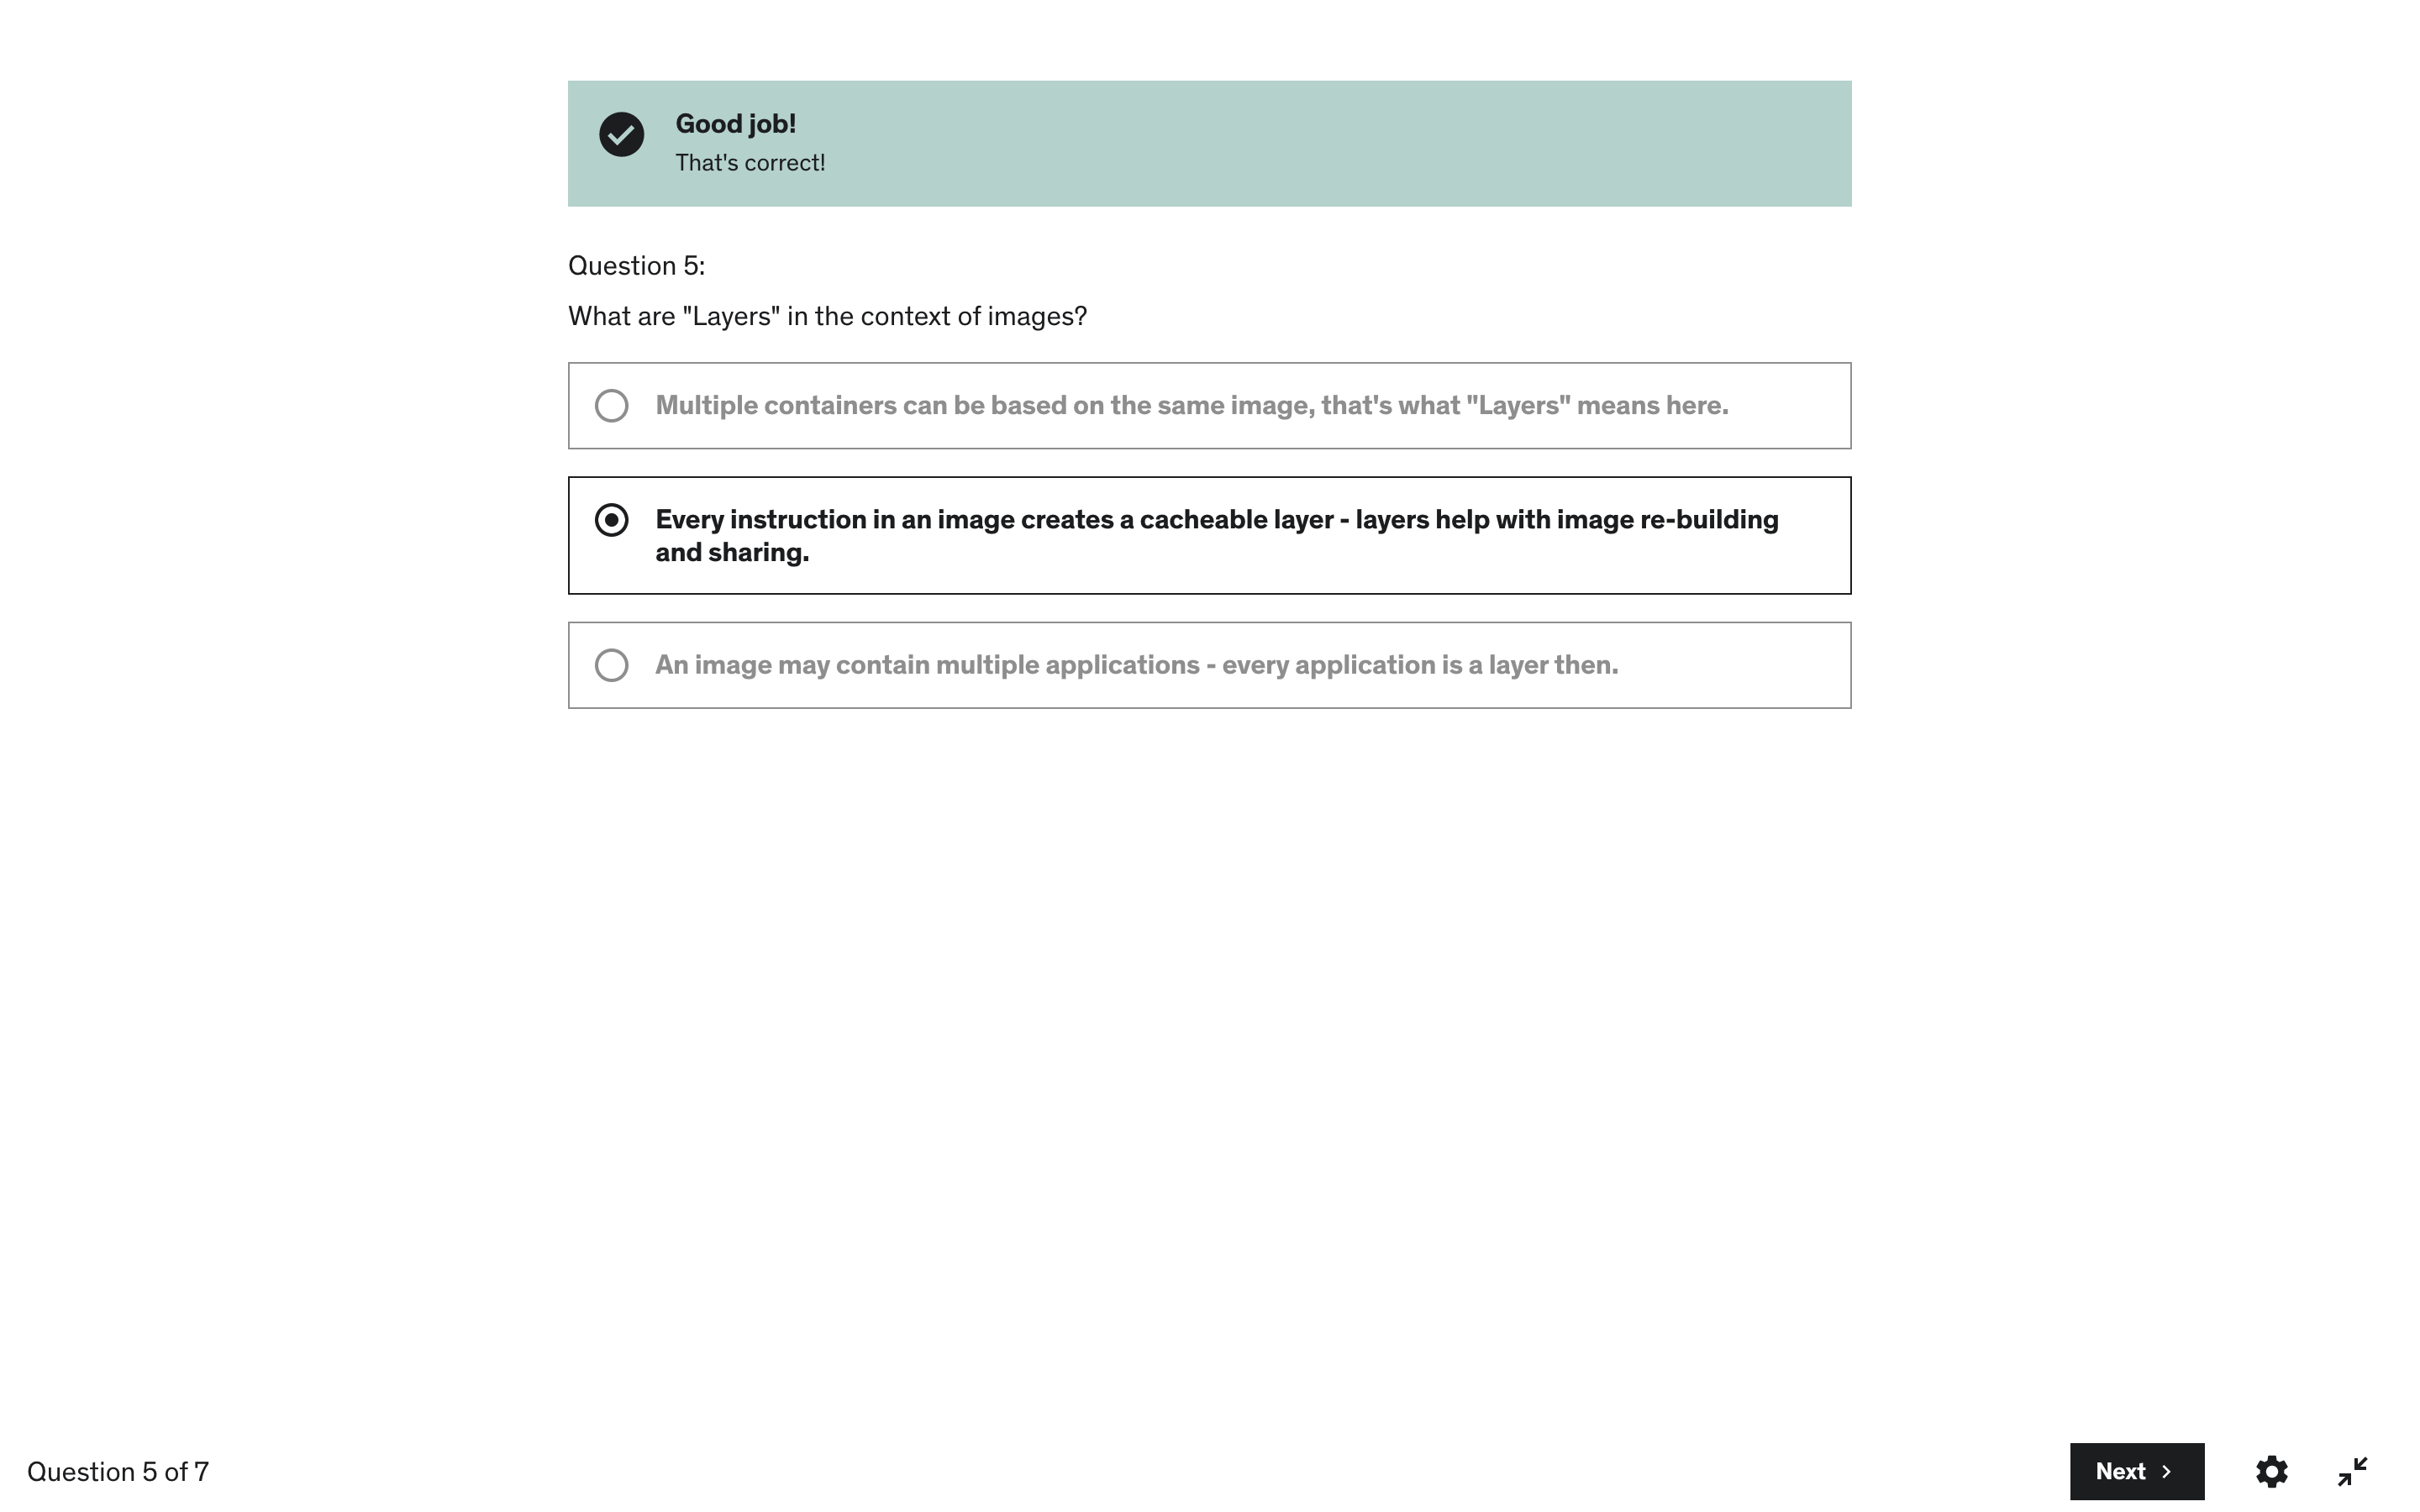 Good job!
That's correct!
Question 5:
What are "Layers" in the context of images?
Multiple containers can be based on the same image, that's what "Layers" means here.
Every instruction in an image creates a cacheable layer - layers help with image re-building
and sharing.
An image may contain multiple applications - every application is a layer then.
Question 5 of 7
Next